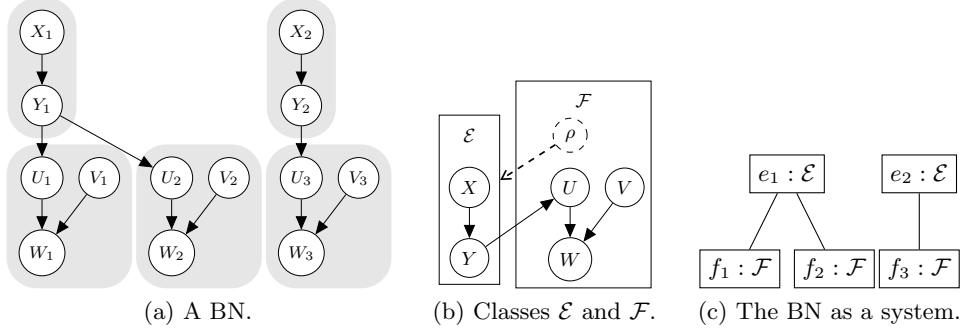 X₁ X₂
Y₁ Y₂
U₁ V₁ U₂ V₂ U₃ V₃
W₁ W₂ W₃
(a) A BN.
ℰ ℱ
ρ
X U V
Y W
(b) Classes ℰ and ℱ.
e₁ : ℰ e₂ : ℰ
f₁ : ℱ f₂ : ℱ f₃ : ℱ
(c) The BN as a system.